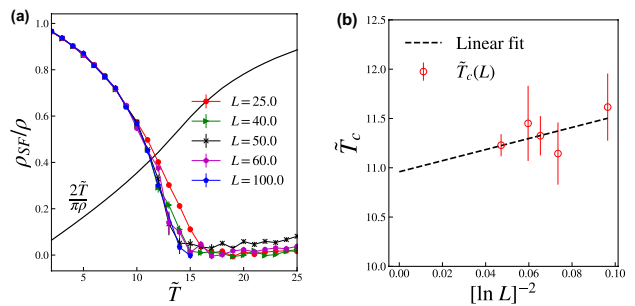 (a)
1.0
0.8
0.6
0.4
0.2
0.0
ρ_SF/ρ
L = 25.0
L = 40.0
L = 50.0
L = 60.0
L = 100.0
2T̃
πρ
5
10
15
20
25
T̃
(b)
12.5
12.0
11.5
11.0
10.5
10.0
T̃_c
Linear fit
T̃_c(L)
0.00
0.02
0.04
0.06
0.08
0.10
[ln L]⁻²